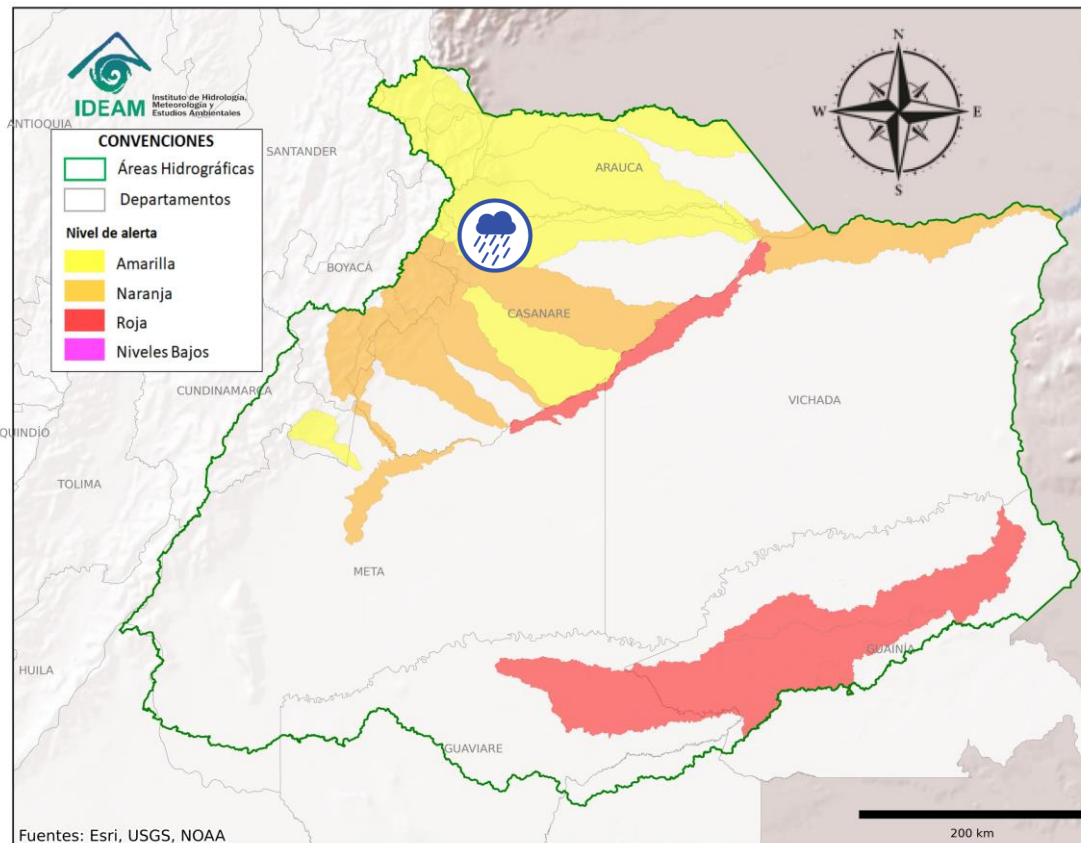 IDEAM
Instituto de Hidrología,
Meteorología y
Estudios Ambientales
ANTIOQUIA
CONVENCIONES
Áreas Hidrográficas
Departamentos
Nivel de alerta
Amarilla
Naranja
Roja
Niveles Bajos
N
W
E
S
SANTANDER
ARAUCA
BOYACÁ
CASANARE
CUNDINAMARCA
VICHADA
QUINDÍO
TOLIMA
META
HUILA
GUAINÍA
GUAVIARE
Fuentes: Esri, USGS, NOAA
200 km